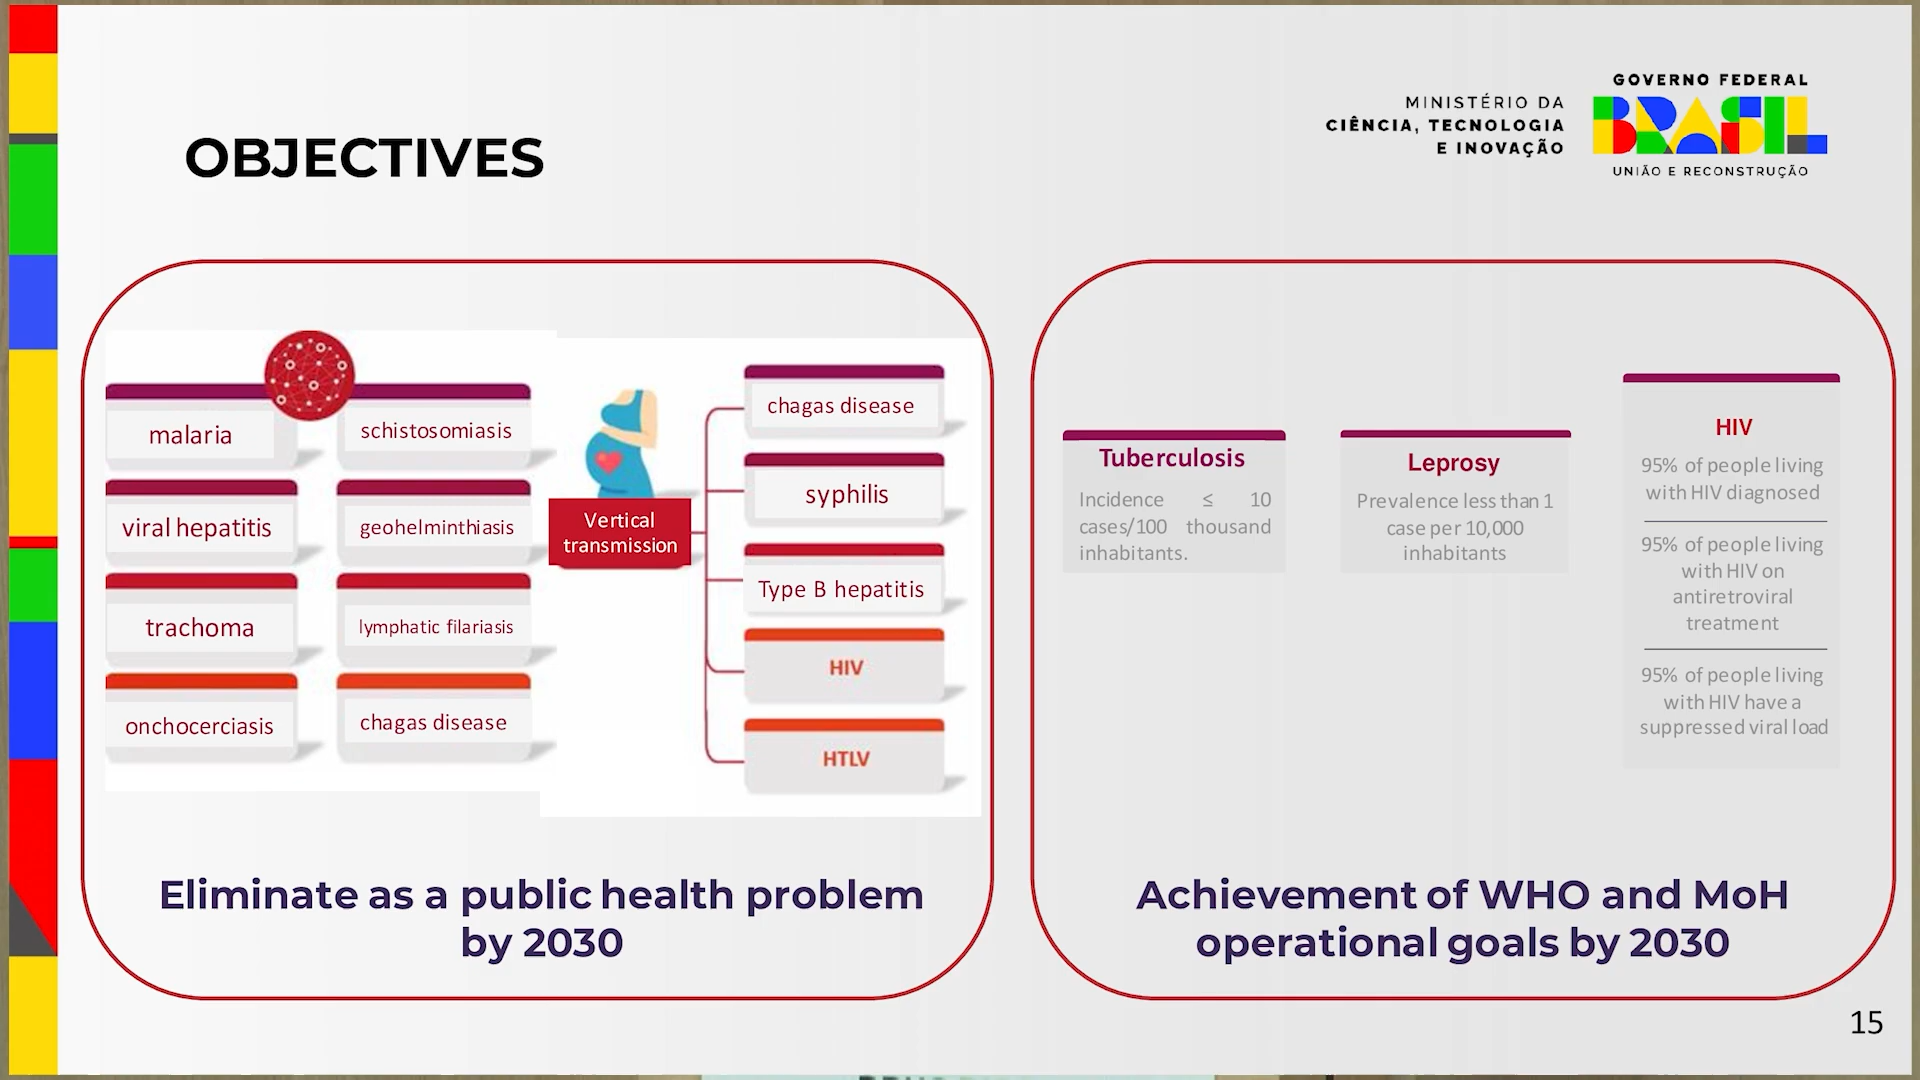 OBJECTIVES
MINISTÉRIO DA
CIÊNCIA, TECNOLOGIA
E INOVAÇÃO
GOVERNO FEDERAL
BRASIL
UNIÃO E RECONSTRUÇÃO
malaria
schistosomiasis
viral hepatitis
geohelminthiasis
trachoma
lymphatic filariasis
onchocerciasis
chagas disease
Vertical
transmission
chagas disease
syphilis
Type B hepatitis
HIV
HTLV
Eliminate as a public health problem
by 2030
Tuberculosis
Incidence ≤ 10
cases/100 thousand
inhabitants.
Leprosy
Prevalence less than 1
case per 10,000
inhabitants
HIV
95% of people living
with HIV diagnosed
95% of people living
with HIV on
antiretroviral
treatment
95% of people living
with HIV have a
suppressed viral load
Achievement of WHO and MoH
operational goals by 2030
15